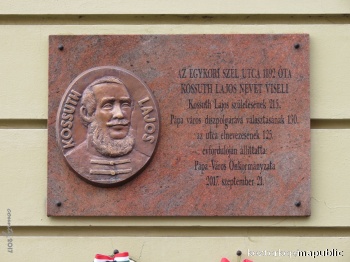 KOSSUTH LAJOS
AZ EGYKORI SZÉL UTCA 1892 ÓTA
KOSSUTH LAJOS NEVÉT VISELI
Kossuth Lajos születésének 215.
Pápa város díszpolgárává választásának 130.
az utca elnevezésének 125.
évfordulóján állíttatta:
Pápa Város Önkormányzata
2017. szeptember 21.